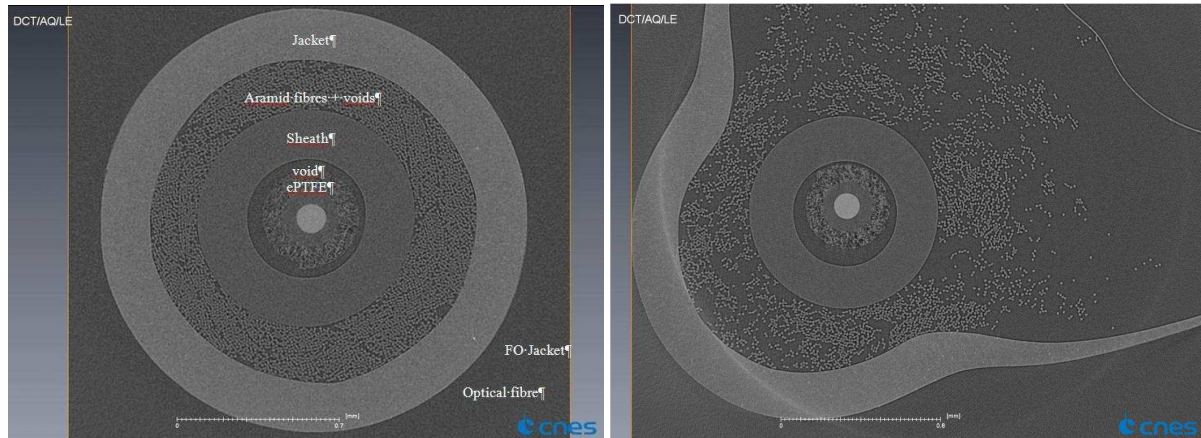 DCT/AQ/LE
Jacket¶
Aramid·fibres·+·voids¶
Sheath¶
void¶
ePTFE¶
FO·Jacket¶
Optical·fibre¶
[mm]
0
0.7
cnes
DCT/AQ/LE
[mm]
0
0.8
cnes